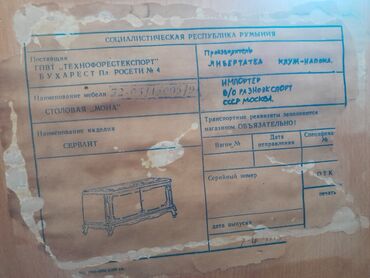 СОЦИАЛИСТИЧЕСКАЯ РЕСПУБЛИКА РУМЫНИЯ
Поставщик
ГПВТ "ТЕХНОФОРЕСТЕКСПОРТ"
БУХАРЕСТ Пл РОСЕТИ № 4
Наименование мебели
СТОЛОВАЯ „МОНА"
Наименование изделия
СЕРВАНТ
Производитель
ЛИБЕРТАТЕА КЛУЖ-НАПОКА.
ИМПОРТЕР
В/О РАЗНОЭКСПОРТ
СССР МОСКВА.
Транспортные реквизиты заполняются
магазином ОБЯЗАТЕЛЬНО!
Вагон №
Дата отправления
Спецификa. №
Серийный номер
дата выпуска
ОТК
печать